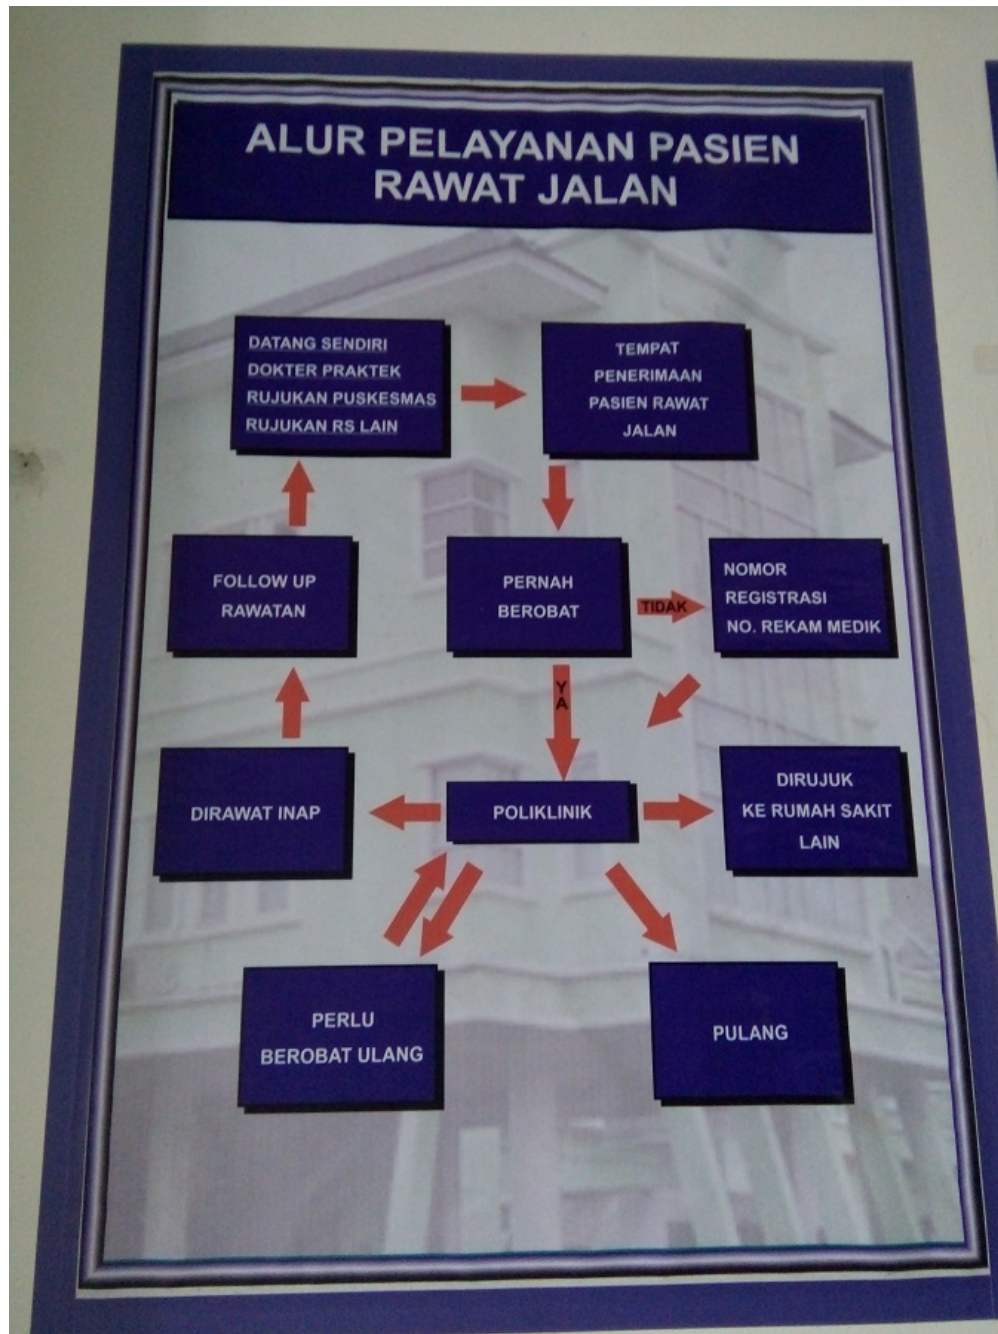 ALUR PELAYANAN PASIEN
RAWAT JALAN
DATANG SENDIRI
DOKTER PRAKTEK
RUJUKAN PUSKESMAS
RUJUKAN RS LAIN
TEMPAT
PENERIMAAN
PASIEN RAWAT
JALAN
FOLLOW UP
RAWATAN
PERNAH
BEROBAT
TIDAK
NOMOR
REGISTRASI
NO. REKAM MEDIK
YA
DIRAWAT INAP
POLIKLINIK
DIRUJUK
KE RUMAH SAKIT
LAIN
PERLU
BEROBAT ULANG
PULANG